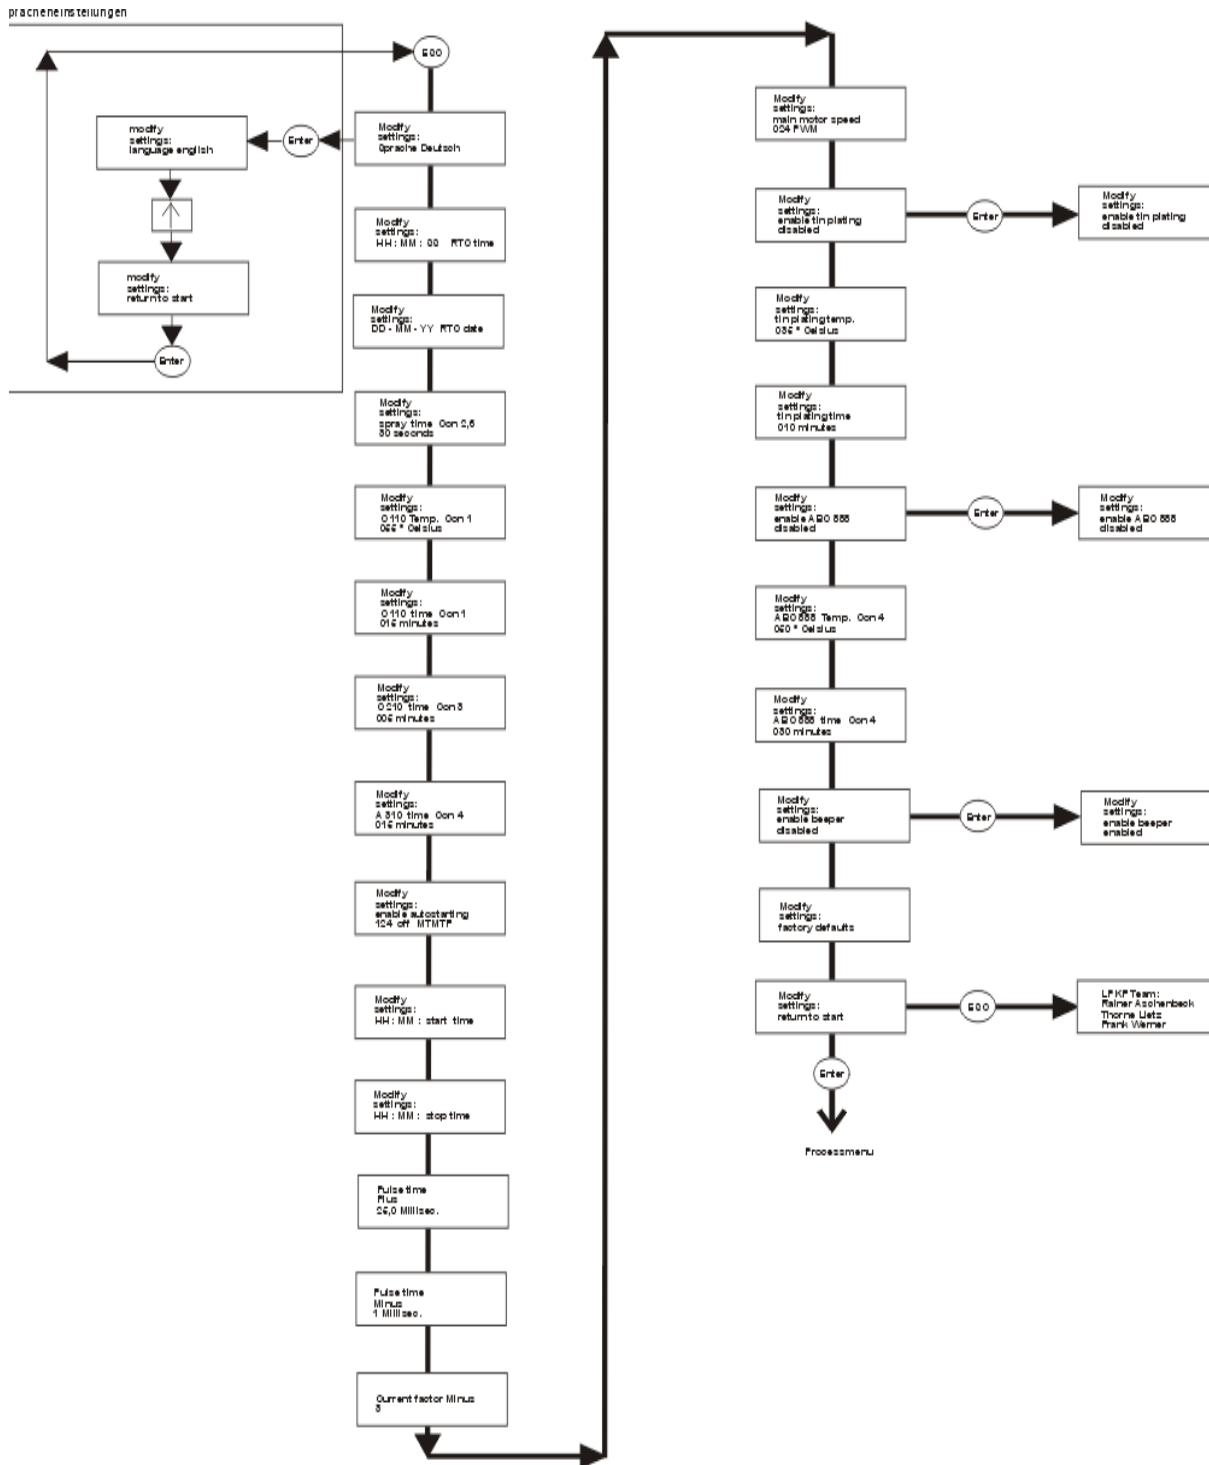 pracheneinstellungen
ESC
modify
settings:
language english
Enter
Modify
settings:
Sprache Deutsch
modify
settings:
return to start
Enter
Modify
settings:
HH : MM : 00 RTC time
Modify
settings:
DD - MM - YY RTC date
Modify
settings:
spray time Con 2,5
30 seconds
Modify
settings:
C110 Temp. Con 1
055 ° Celsius
Modify
settings:
C110 time Con 1
015 minutes
Modify
settings:
C210 time Con 3
005 minutes
Modify
settings:
A 310 time Con 4
015 minutes
Modify
settings:
enable autostarting
124 off MTMTF
Modify
settings:
HH : MM : start time
Modify
settings:
HH : MM : stop time
Pulse time
Plus
25,0 Millisec.
Pulse time
Minus
1 Millisec.
Current factor Minus
3
Modify
settings:
main motor speed
024 PWM
Modify
settings:
enable tin plating
disabled
Enter
Modify
settings:
enable tin plating
disabled
Modify
settings:
tin plating temp.
035 ° Celsius
Modify
settings:
tin plating time
010 minutes
Modify
settings:
enable ABC 888
disabled
Enter
Modify
settings:
enable ABC 888
disabled
Modify
settings:
ABC 888 Temp. Con 4
050 ° Celsius
Modify
settings:
ABC 888 time Con 4
030 minutes
Modify
settings:
enable beeper
disabled
Enter
Modify
settings:
enable beeper
enabled
Modify
settings:
factory defaults
Modify
settings:
return to start
ESC
LPKF Team:
Rainer Aschenbeck
Thorne Lietz
Frank Werner
Enter
Processmenu